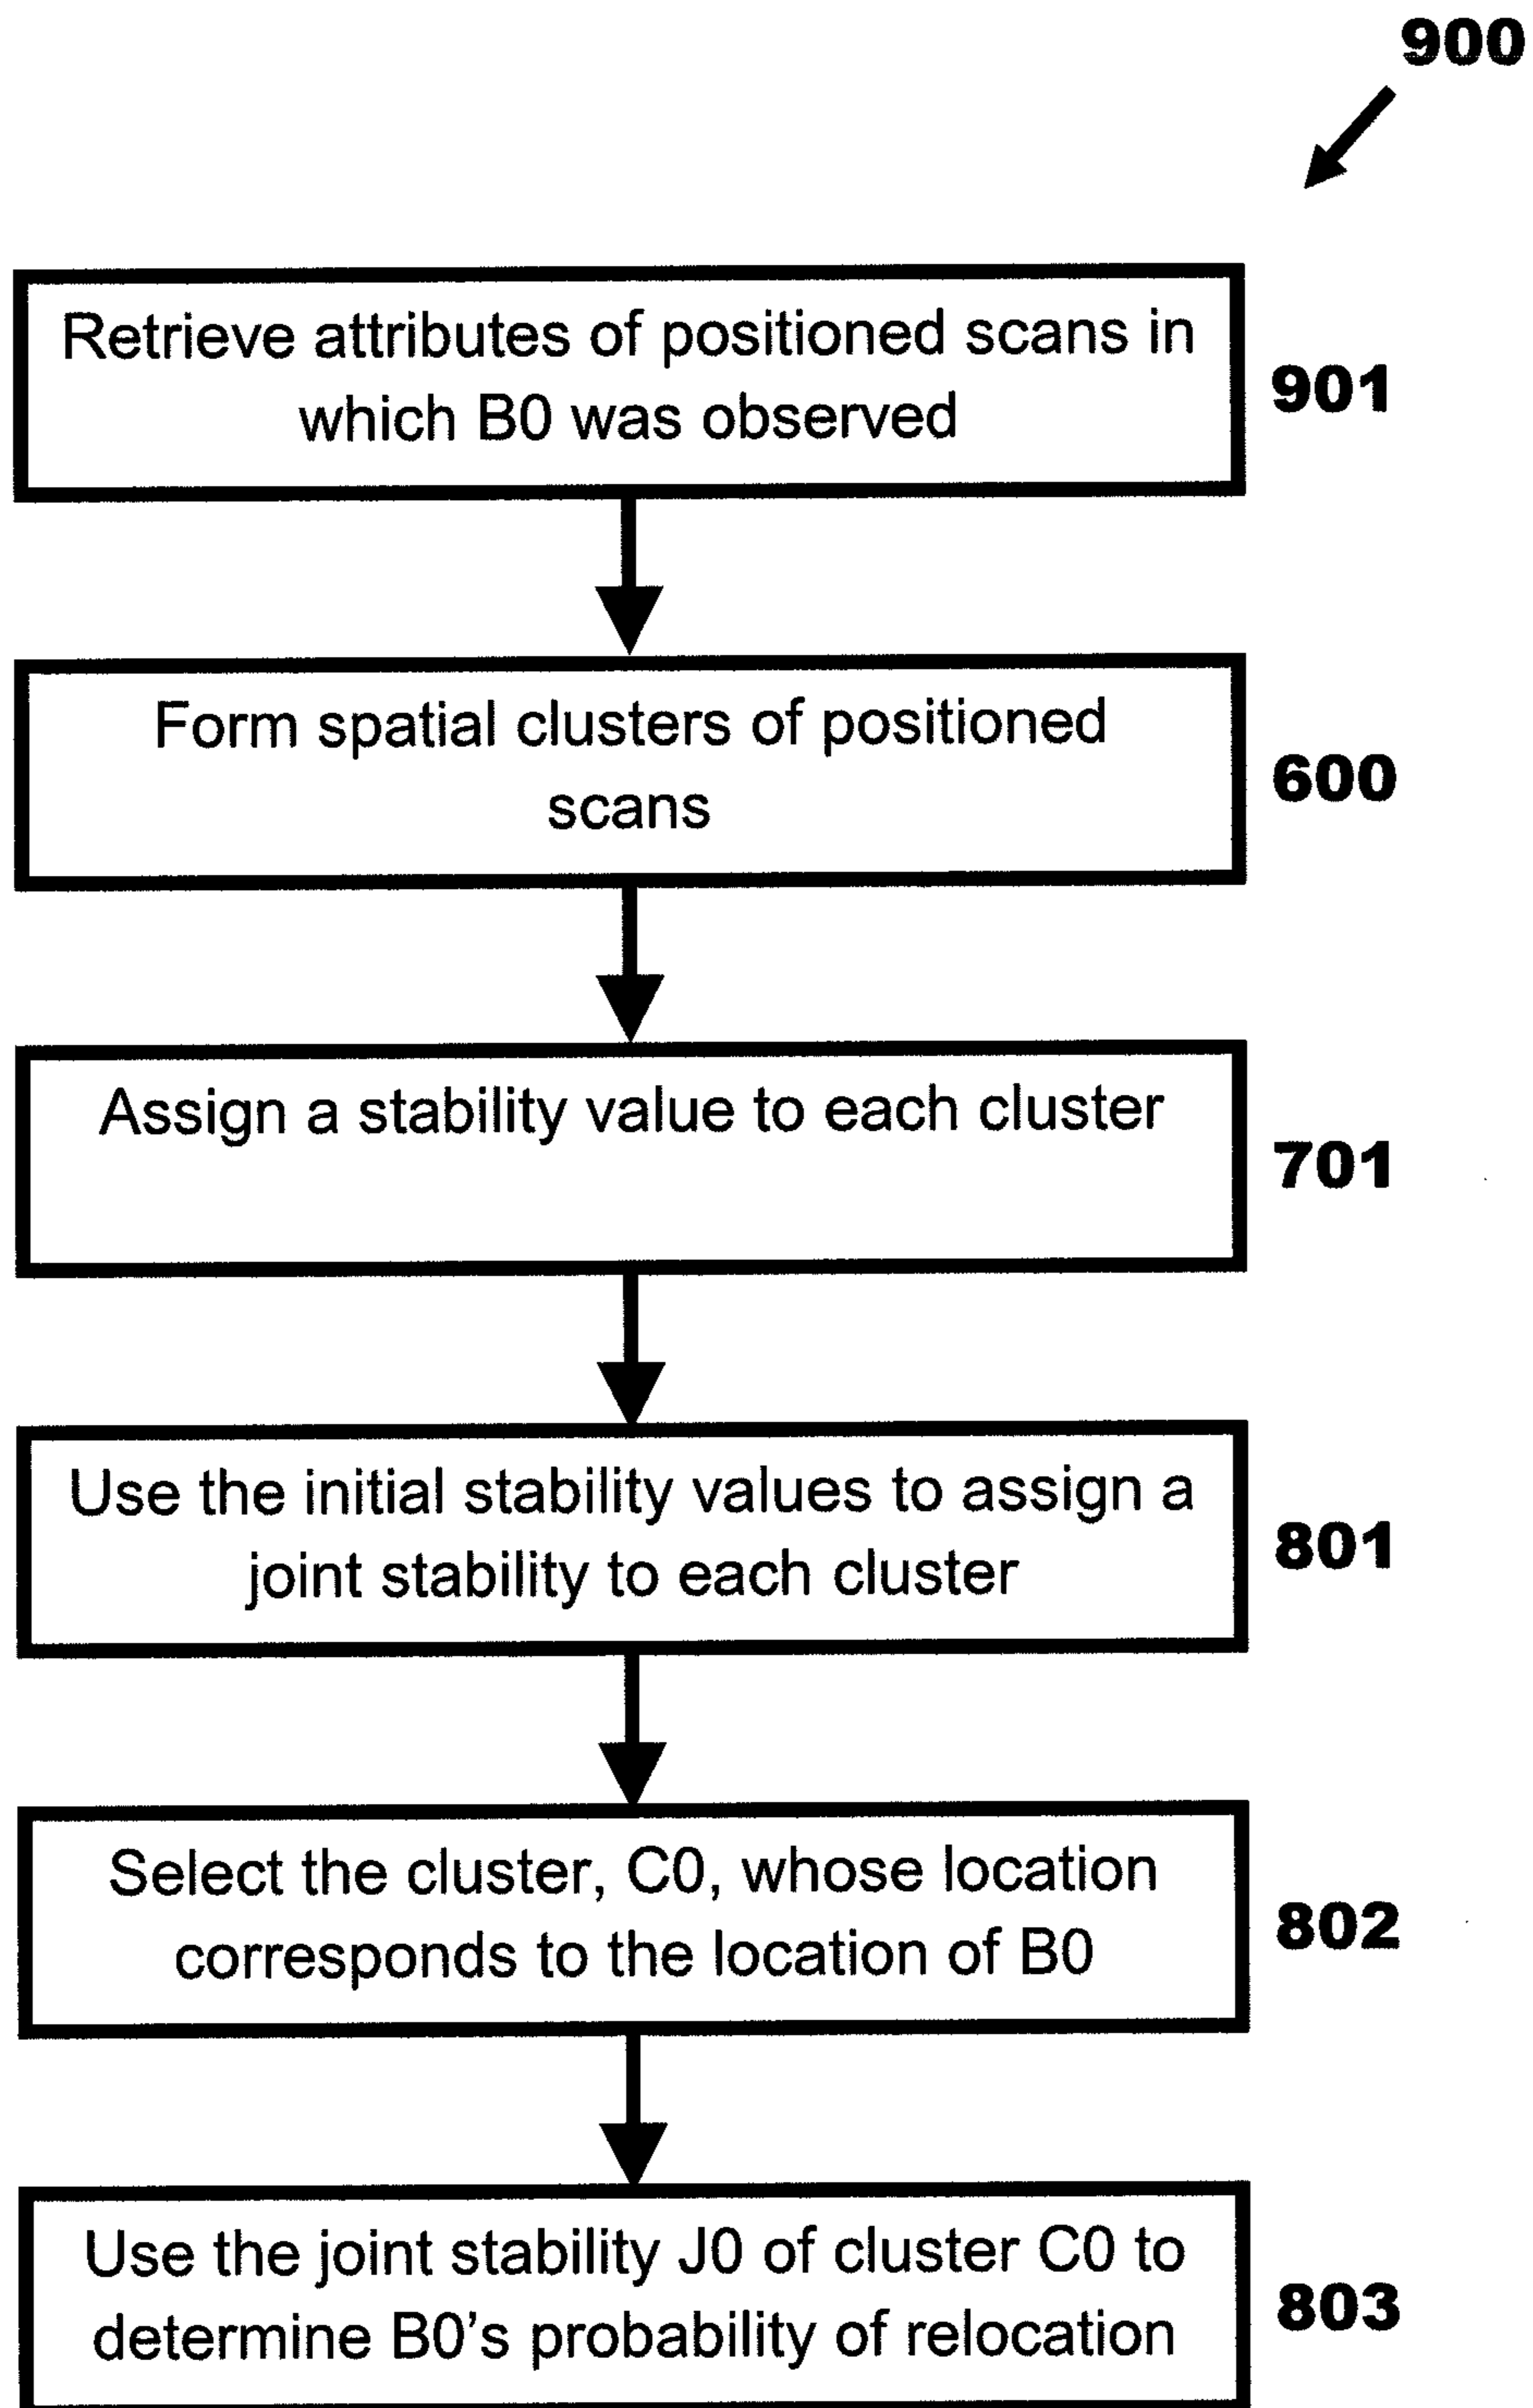 900
Retrieve attributes of positioned scans in
which B0 was observed
901
Form spatial clusters of positioned
scans
600
Assign a stability value to each cluster
701
Use the initial stability values to assign a
joint stability to each cluster
801
Select the cluster, C0, whose location
corresponds to the location of B0
802
Use the joint stability J0 of cluster C0 to
determine B0's probability of relocation
803